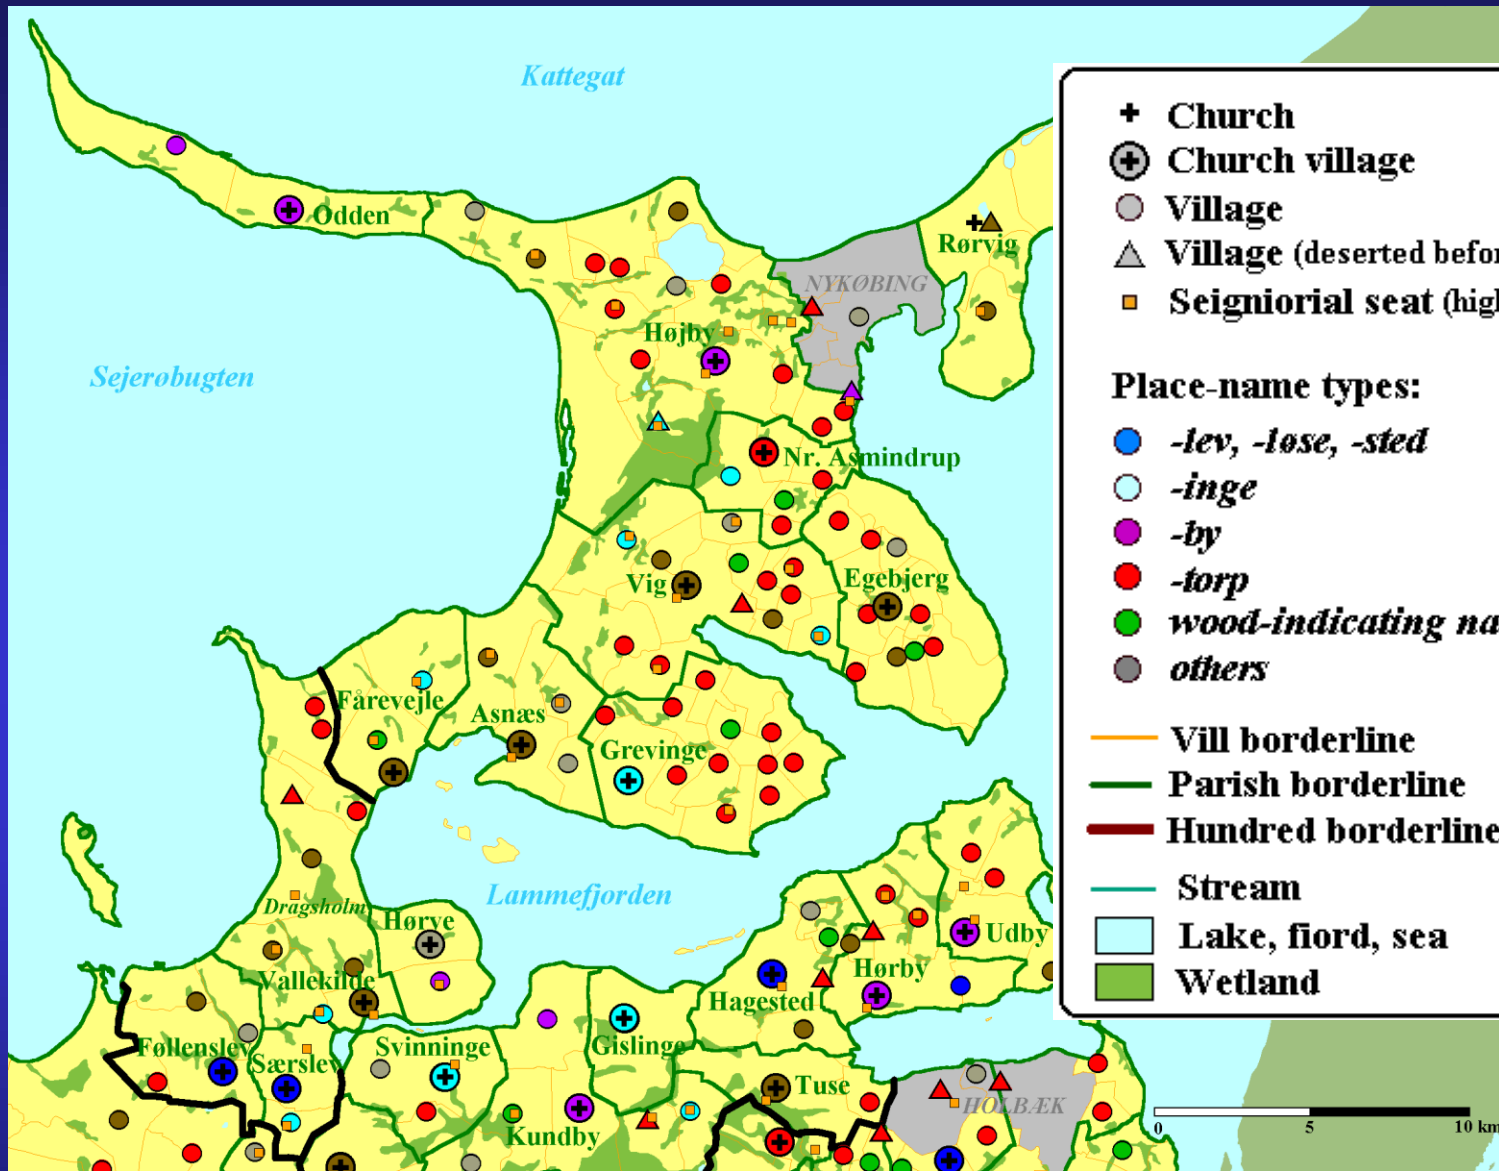 Kattegat
Odden
Rørvig
NYKØBING
Højby
Sejerøbugten
Nr. Asmindrup
Vig
Egebjerg
Fårevejle
Asnæs
Grevinge
Lammefjorden
Dragsholm
Hørve
Udby
Vallekilde
Hørby
Hagested
Føllenslev
Særslev
Svinninge
Gislinge
Tuse
HOLBÆK
Kundby
Church
Church village
Village
Village (deserted befor
Seigniorial seat (hig
Place-name types:
-lev, -løse, -sted
-inge
-by
-torp
wood-indicating na
others
Vill borderline
Parish borderline
Hundred borderline
Stream
Lake, fiord, sea
Wetland
0 5 10 km